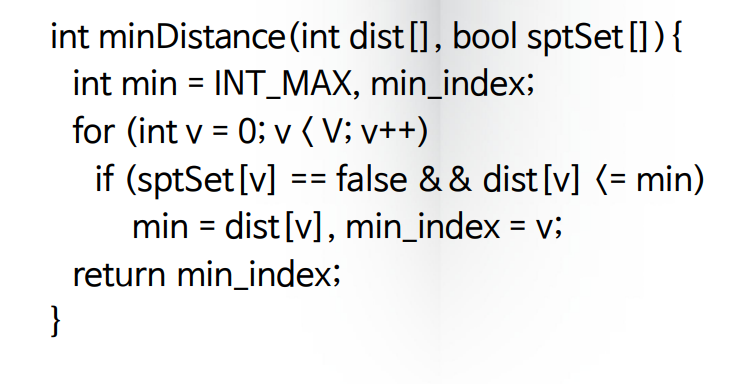 int minDistance(int dist[], bool sptSet[]){
int min = INT_MAX, min_index;
for (int v = 0; v〈 V; v++)
if (sptSet[v] == false && dist[v] 〈= min)
min = dist[v], min_index = v;
return min_index;
}